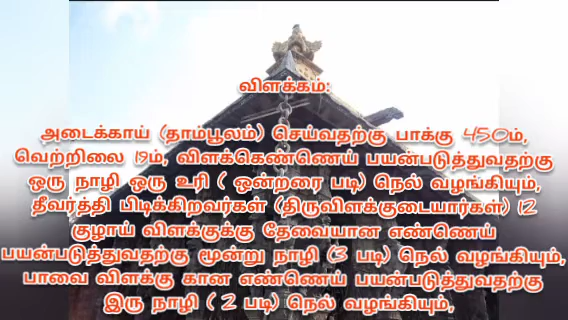 விளக்கம்:
அடைக்காய் (தாம்பூலம்) செய்வதற்கு பாக்கு 450ம்,
வெற்றிலை 19ம், விளக்கெண்ணெய் பயன்படுத்துவதற்கு
ஒரு நாழி ஒரு உரி ( ஒன்றரை படி) நெல் வழங்கியும்,
தீவர்த்தி பிடிக்கிறவர்கள் (திருவிளக்குடையார்கள்) 12
குழாய் விளக்குக்கு தேவையான எண்ணெய்
பயன்படுத்துவதற்கு மூன்று நாழி (3 படி) நெல் வழங்கியும்,
பாவை விளக்கு கான எண்ணெய் பயன்படுத்துவதற்கு
இரு நாழி ( 2 படி) நெல் வழங்கியும்,